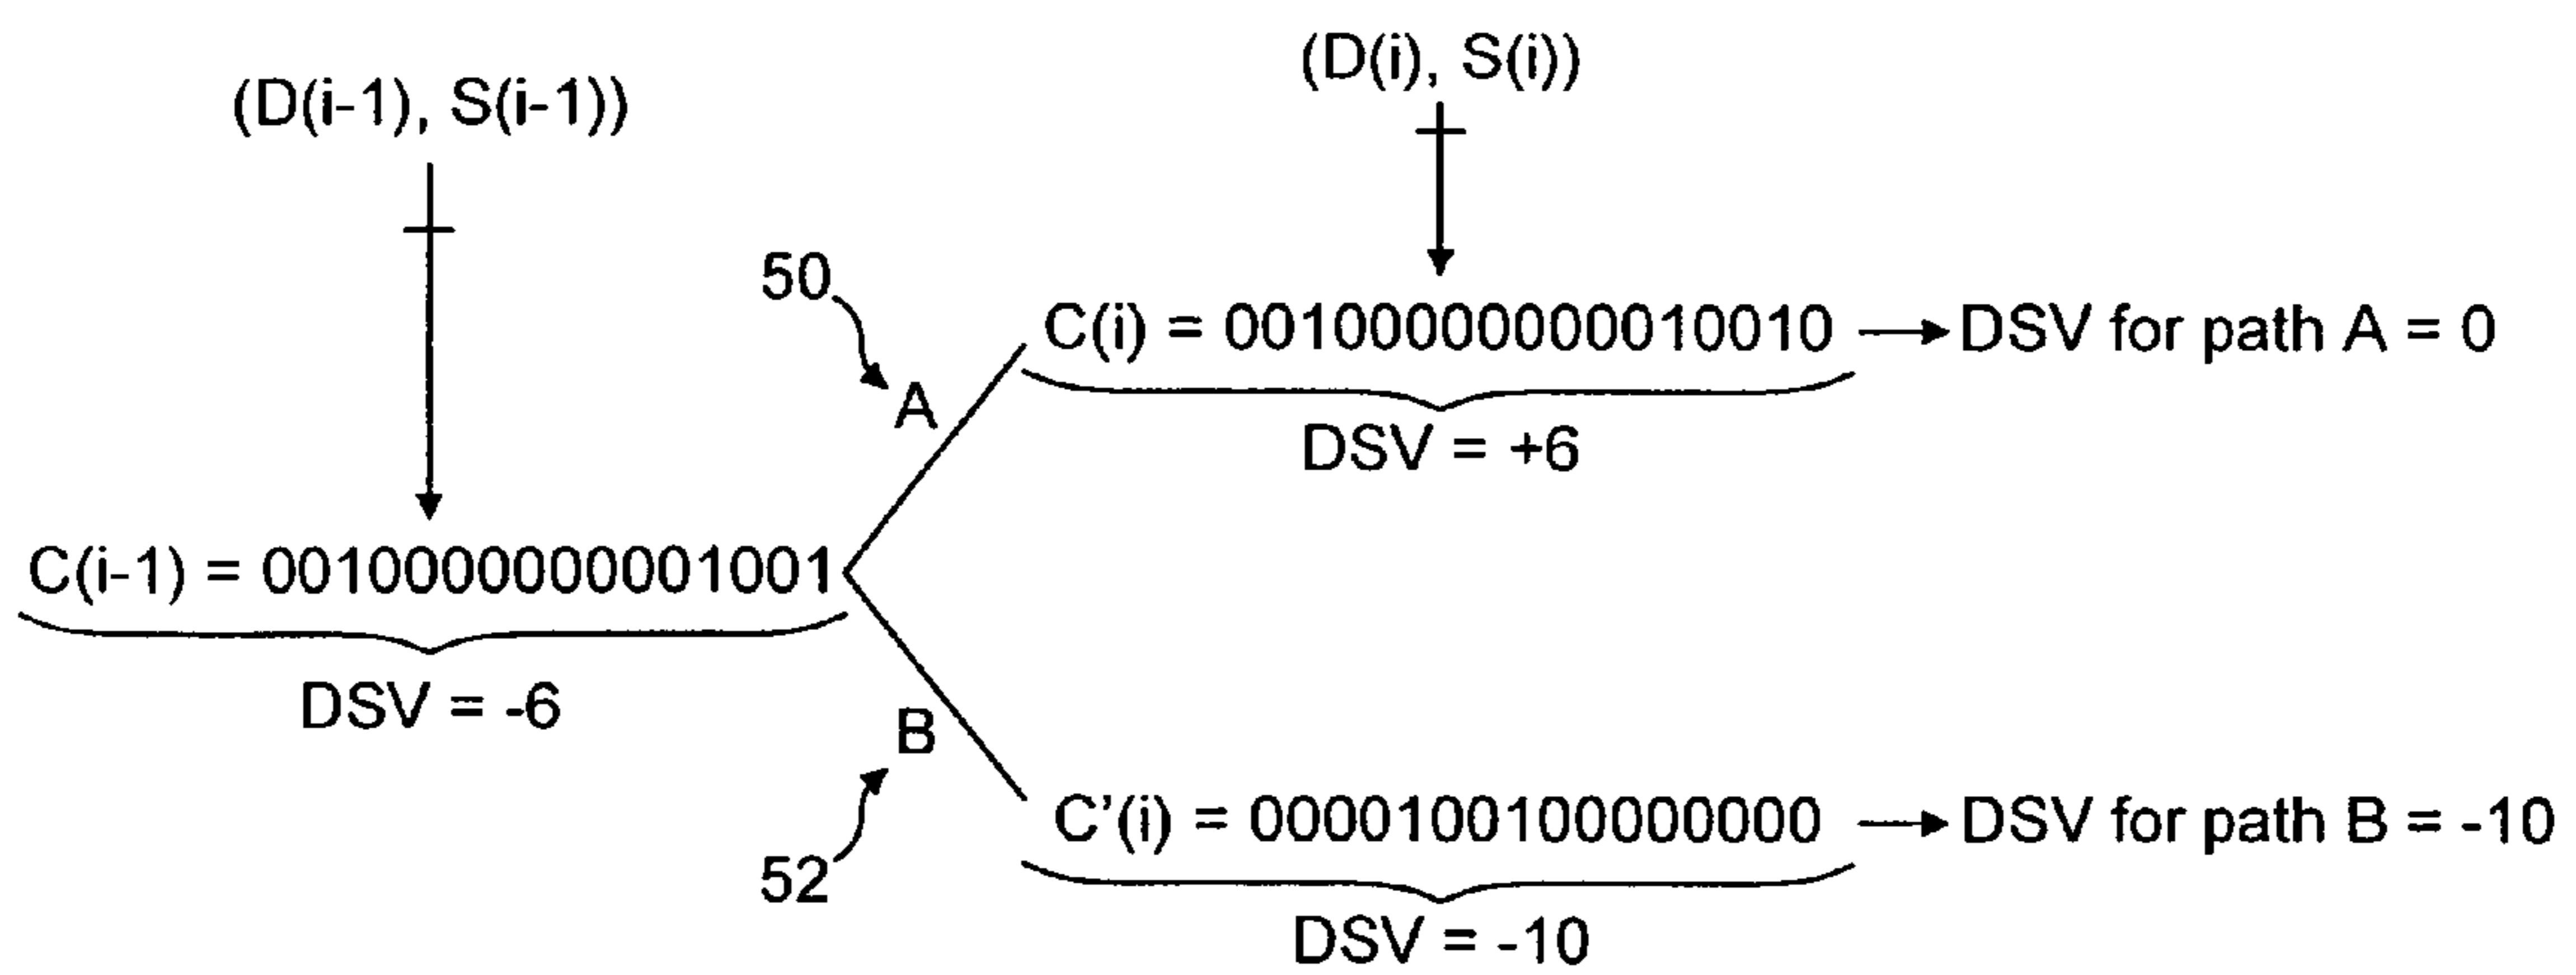 (D(i-1), S(i-1))
(D(i), S(i))
50
A
C(i) = 00100000000010010
DSV for path A = 0
DSV = +6
C(i-1) = 0010000000001001
DSV = -6
B
52
C'(i) = 0000100100000000
DSV for path B = -10
DSV = -10